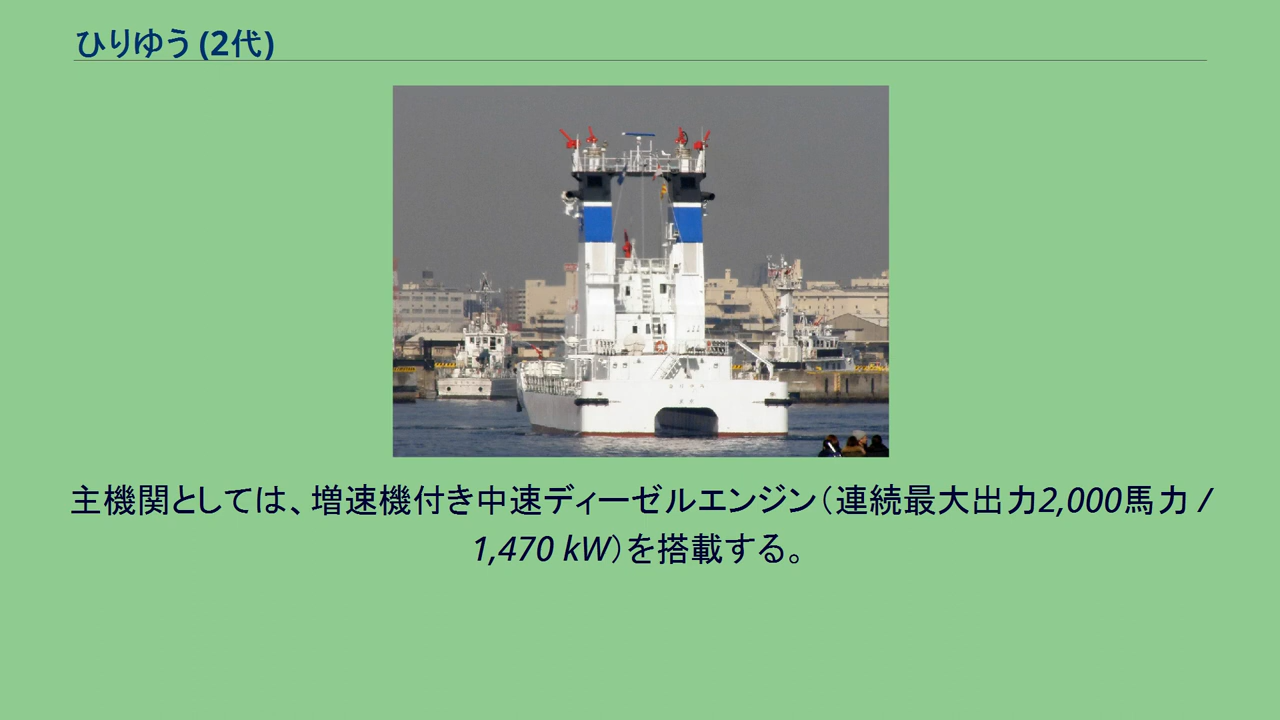 ひりゆう (2代)
主機関としては、増速機付き中速ディーゼルエンジン（連続最大出力2,000馬力 /
1,470 kW）を搭載する。